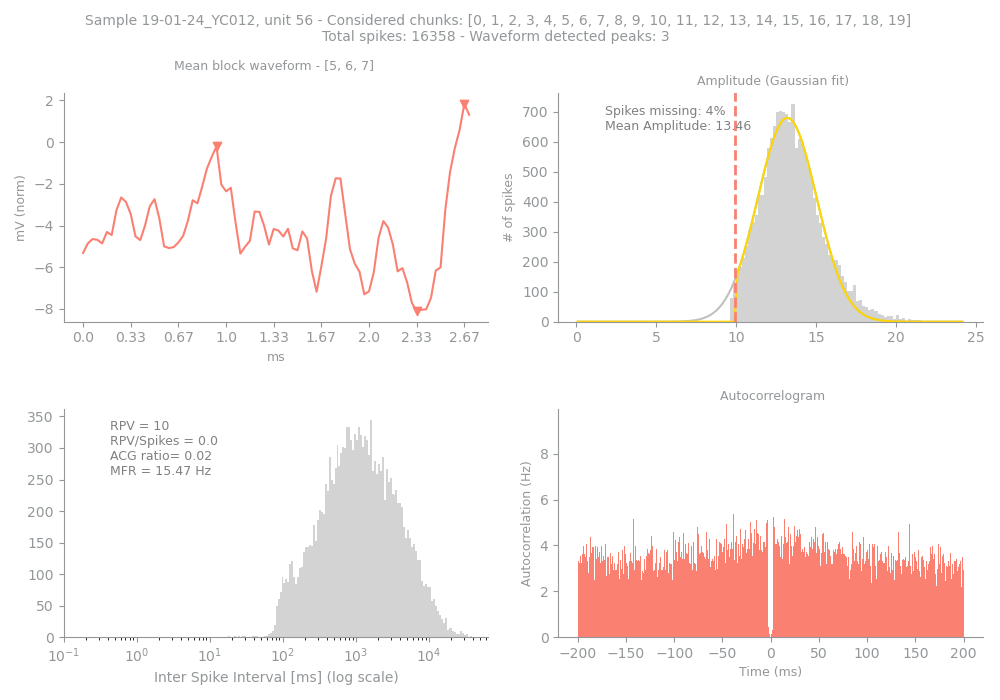 Sample 19-01-24_YC012, unit 56 - Considered chunks: [0, 1, 2, 3, 4, 5, 6, 7, 8, 9, 10, 11, 12, 13, 14, 15, 16, 17, 18, 19]
Total spikes: 16358 - Waveform detected peaks: 3
Mean block waveform - [5, 6, 7]
mV (norm)
2
0
−2
−4
−6
−8
0.0 0.33 0.67 1.0 1.33 1.67 2.0 2.33 2.67
ms
Amplitude (Gaussian fit)
Spikes missing: 4%
Mean Amplitude: 13.46
# of spikes
700
600
500
400
300
200
100
0
0 5 10 15 20 25
RPV = 10
RPV/Spikes = 0.0
ACG ratio= 0.02
MFR = 15.47 Hz
350
300
250
200
150
100
50
0
10⁻¹ 10⁰ 10¹ 10² 10³ 10⁴
Inter Spike Interval [ms] (log scale)
Autocorrelogram
Autocorrelation (Hz)
8
6
4
2
0
−200 −150 −100 −50 0 50 100 150 200
Time (ms)